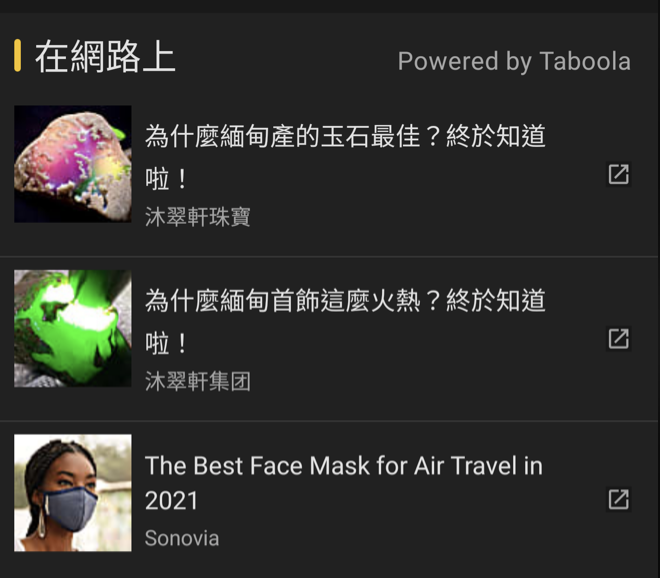 在網路上
Powered by Taboola
為什麼緬甸產的玉石最佳？終於知道
啦！
沐翠軒珠寶
為什麼緬甸首飾這麼火熱？終於知道
啦！
沐翠軒集团
The Best Face Mask for Air Travel in
2021
Sonovia